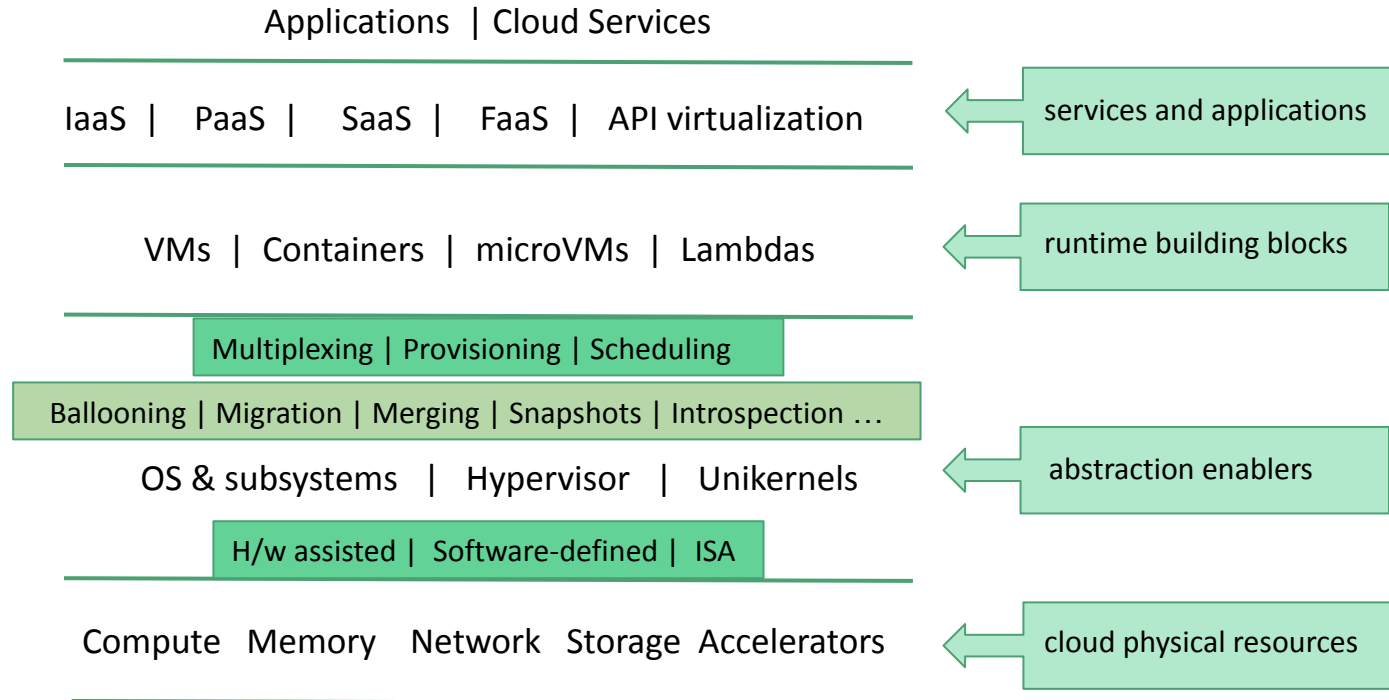 Applications | Cloud Services
IaaS | PaaS | SaaS | FaaS | API virtualization
services and applications
VMs | Containers | microVMs | Lambdas
runtime building blocks
Multiplexing | Provisioning | Scheduling
Ballooning | Migration | Merging | Snapshots | Introspection …
OS & subsystems | Hypervisor | Unikernels
abstraction enablers
H/w assisted | Software-defined | ISA
Compute Memory Network Storage Accelerators
cloud physical resources